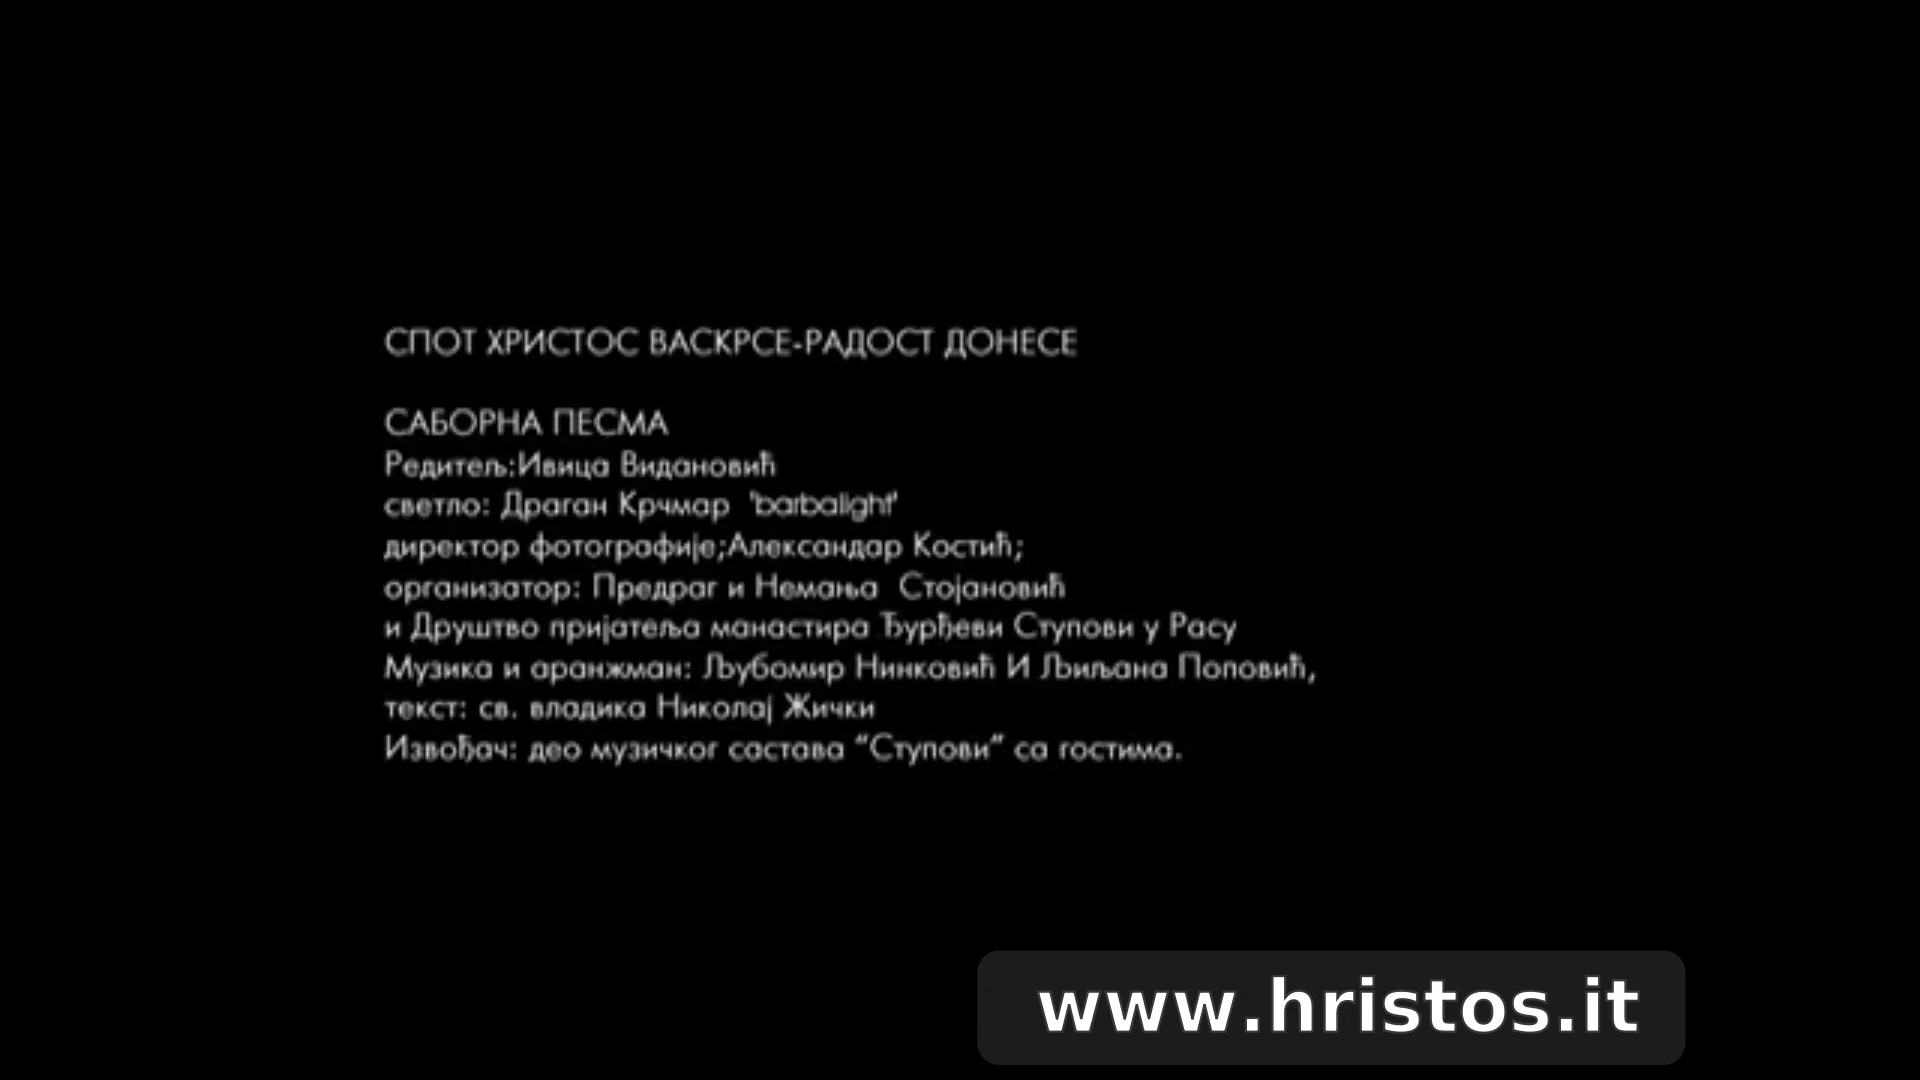 СПОТ ХРИСТОС ВАСКРСЕ-РАДОСТ ДОНЕСЕ
САБОРНА ПЕСМА
Редитељ:Ивица Видановић
светло: Драган Крчмар 'barbalight'
директор фотографије;Александар Костић;
организатор: Предраг и Немања Стојановић
и Друштво пријатеља манастира Ђурђеви Ступови у Расу
Музика и аранжман: Љубомир Нинковић И Љиљана Поповић,
текст: св. владика Николај Жички
Извођач: део музичког састава “Ступови” са гостима.
www.hristos.it